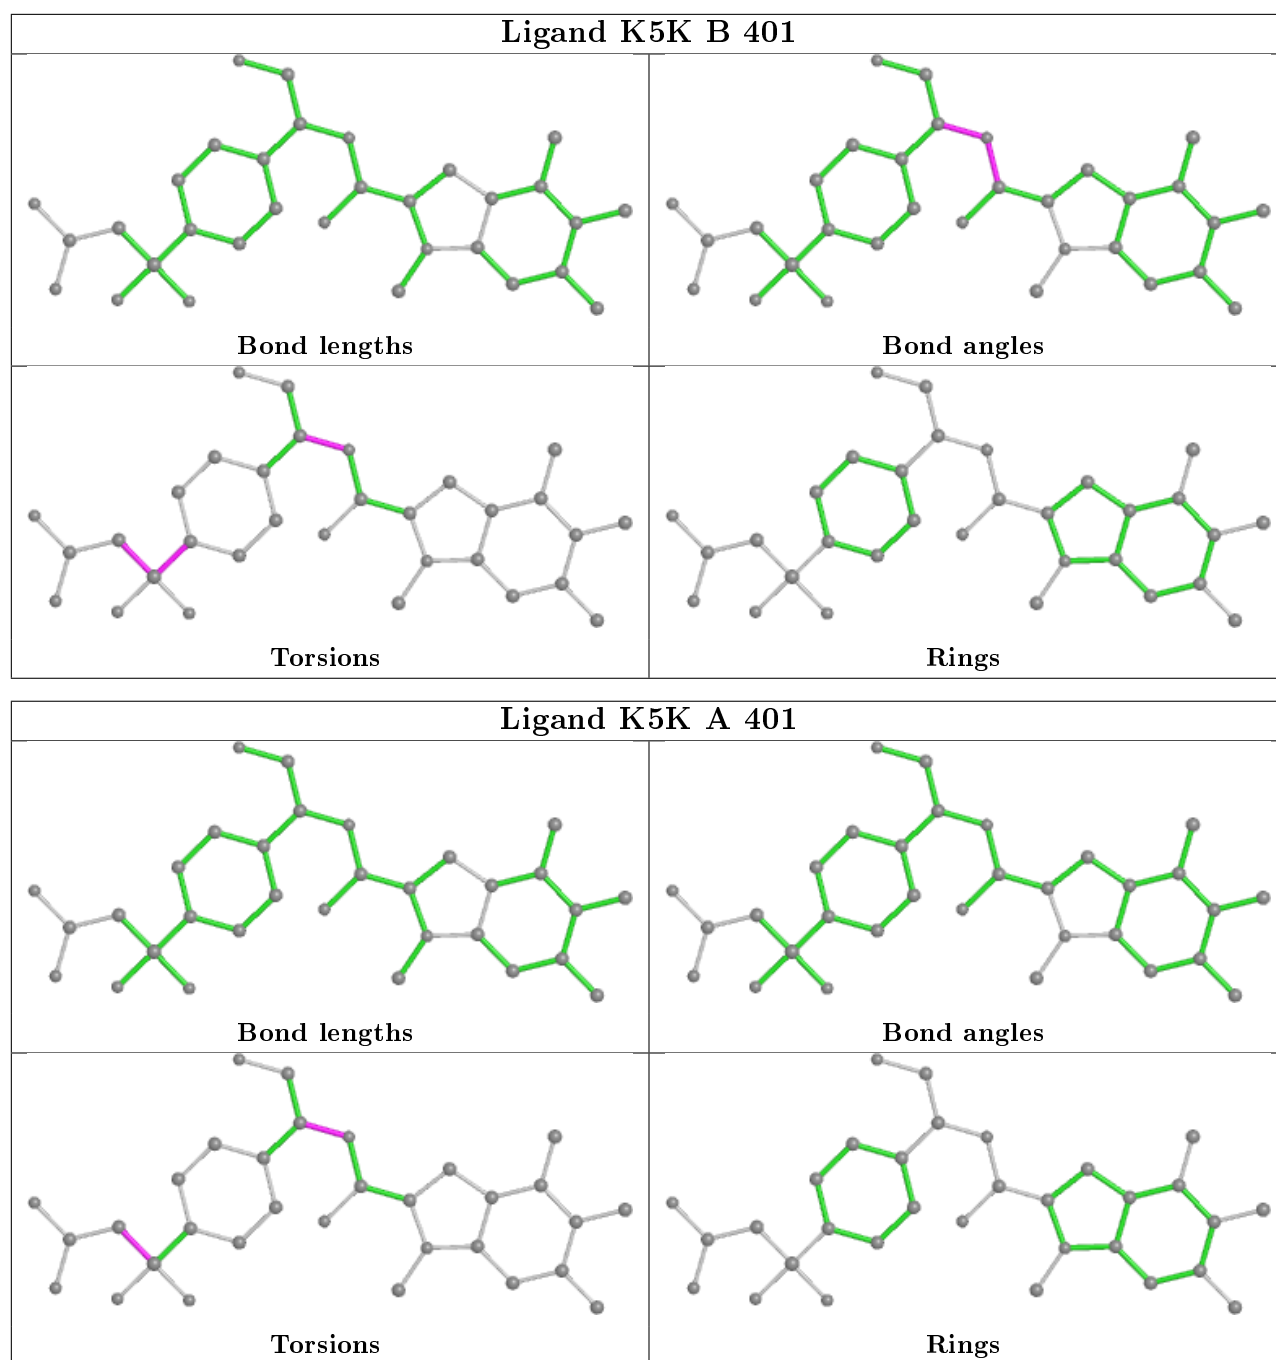 Ligand K5K B 401
Bond lengths
Bond angles
Torsions
Rings
Ligand K5K A 401
Bond lengths
Bond angles
Torsions
Rings